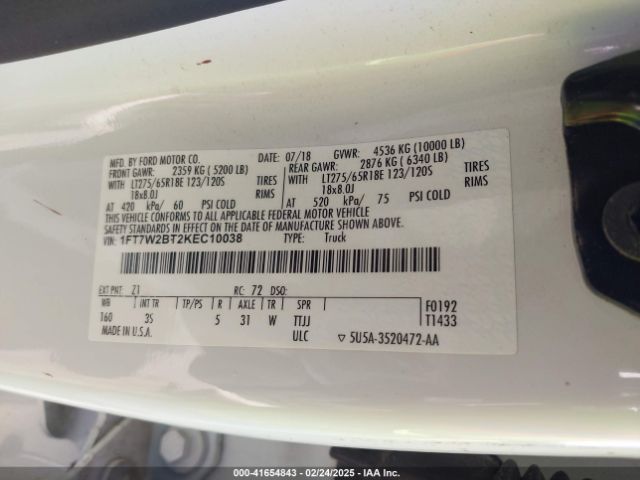 MFD. BY FORD MOTOR CO. DATE: 07/18 GVWR: 4536 KG (10000 LB)
FRONT GAWR: 2359 KG (5200 LB) REAR GAWR: 2876 KG (6340 LB)
WITH LT275/65R18E 123/120S TIRES WITH LT275/65R18E 123/120S TIRES
18x8.0J RIMS 18x8.0J RIMS
AT 420 kPa/ 60 PSI COLD AT 520 kPa/ 75 PSI COLD
THIS VEHICLE CONFORMS TO ALL APPLICABLE FEDERAL MOTOR VEHICLE
SAFETY STANDARDS IN EFFECT ON THE DATE OF MANUFACTURE SHOWN ABOVE.
VIN: 1FT7W2BT2KEC10038 TYPE: Truck
EXT PNT: Z1 RC: 72 DSO:
WB INT TR TP/PS R AXLE TR SPR F0192
160 3S 5 31 W TTJJ T1433
MADE IN U.S.A. ULC ▽ 5U5A-3520472-AA
000-41654843 / 02/24/2025 - IAA Inc.